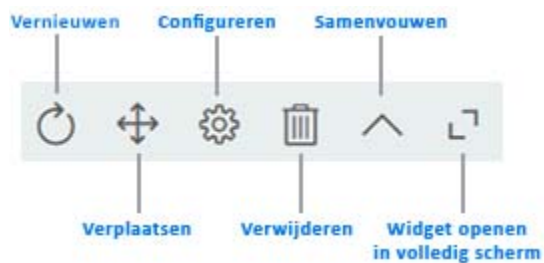 Vernieuwen
Configureren
Samenvouwen
Verplaatsen
Verwijderen
Widget openen
in volledig scherm